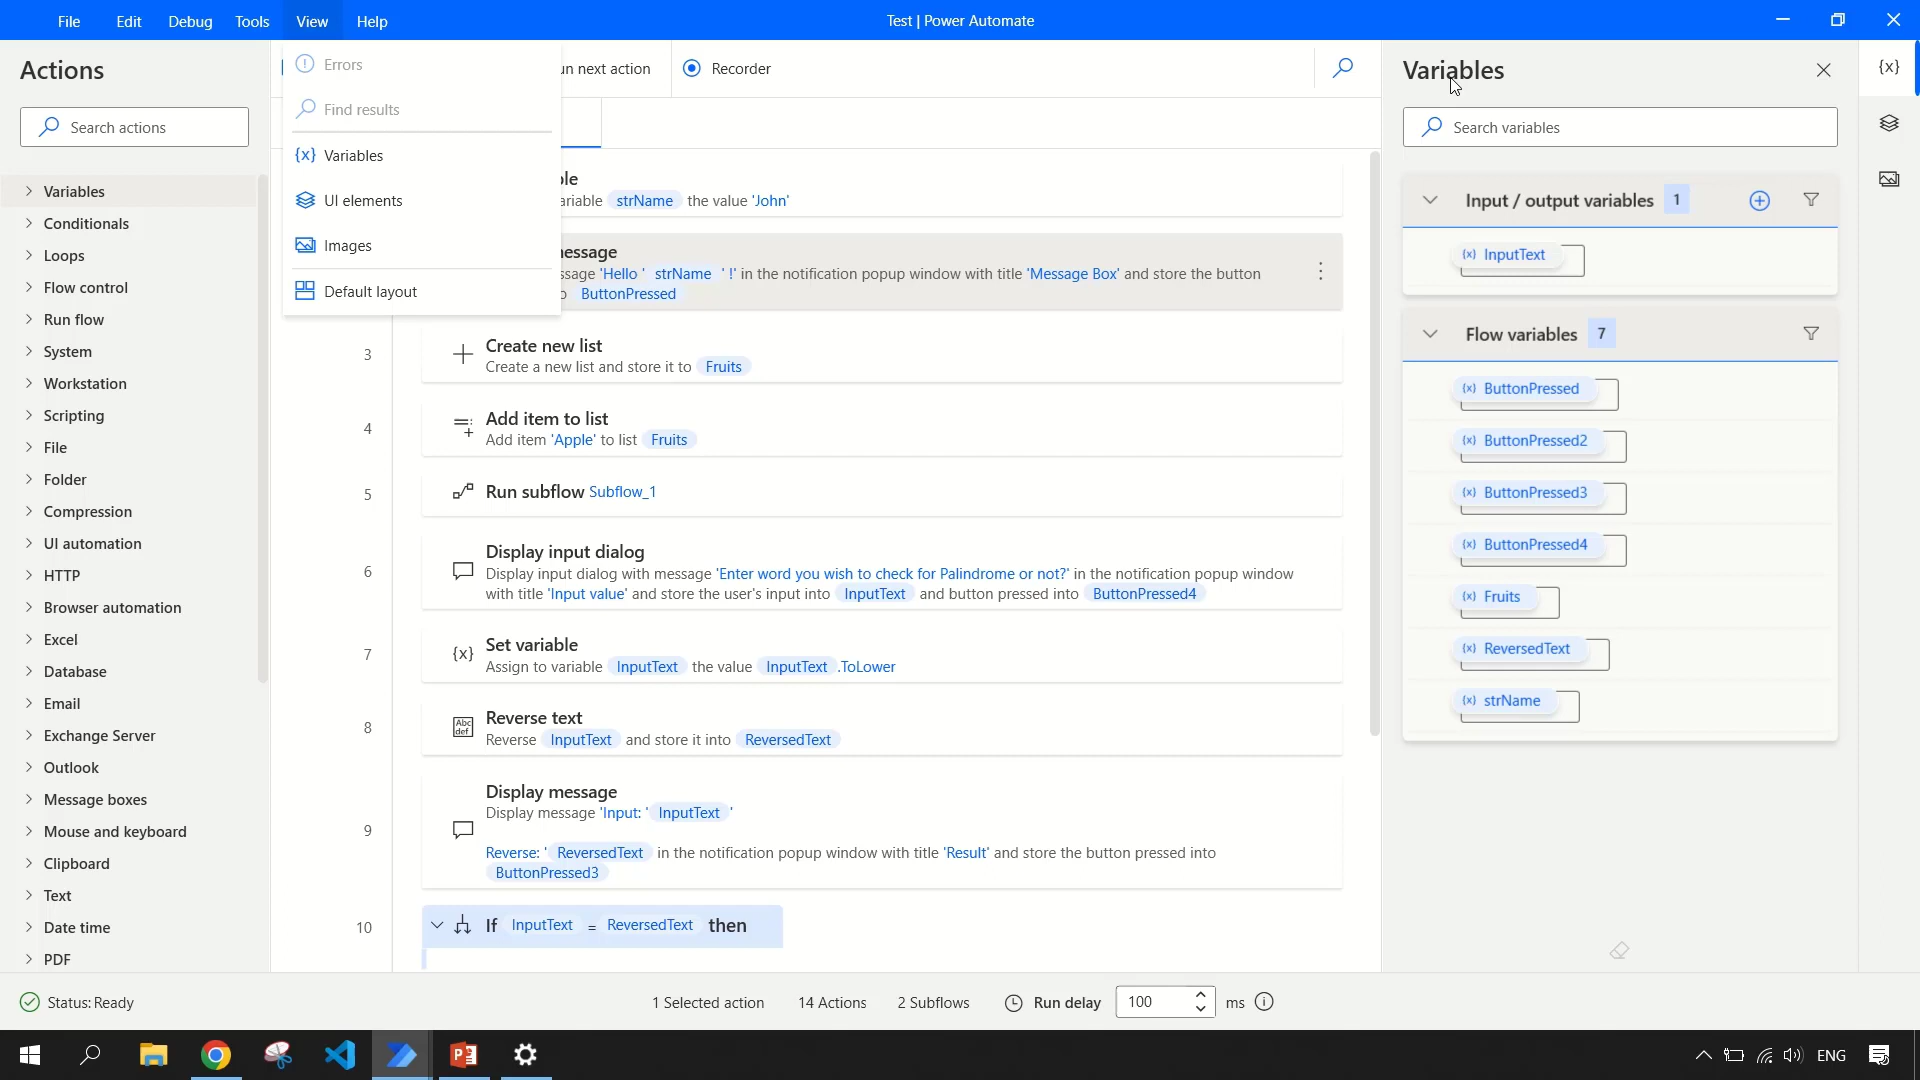 File
Edit
Debug
Tools
View
Help
Test | Power Automate
Actions
Search actions
Variables
Conditionals
Loops
Flow control
Run flow
System
Workstation
Scripting
File
Folder
Compression
UI automation
HTTP
Browser automation
Excel
Database
Email
Exchange Server
Outlook
Message boxes
Mouse and keyboard
Clipboard
Text
Date time
PDF
Errors
Find results
{x} Variables
UI elements
Images
Default layout
un next action
Recorder
ble
ariable strName the value 'John'
essage
ssage 'Hello ' strName ' !' in the notification popup window with title 'Message Box' and store the button
o ButtonPressed
3
Create new list
Create a new list and store it to Fruits
4
Add item to list
Add item 'Apple' to list Fruits
5
Run subflow Subflow_1
6
Display input dialog
Display input dialog with message 'Enter word you wish to check for Palindrome or not?' in the notification popup window
with title 'Input value' and store the user's input into InputText and button pressed into ButtonPressed4
7
{x}
Set variable
Assign to variable InputText the value InputText .ToLower
8
Abc
def
Reverse text
Reverse InputText and store it into ReversedText
9
Display message
Display message 'Input: ' InputText '
Reverse: ' ReversedText in the notification popup window with title 'Result' and store the button pressed into
ButtonPressed3
10
If InputText = ReversedText then
Variables
Search variables
Input / output variables 1
{x} InputText
Flow variables 7
{x} ButtonPressed
{x} ButtonPressed2
{x} ButtonPressed3
{x} ButtonPressed4
{x} Fruits
{x} ReversedText
{x} strName
{x}
Status: Ready
1 Selected action
14 Actions
2 Subflows
Run delay
100
ms
ENG